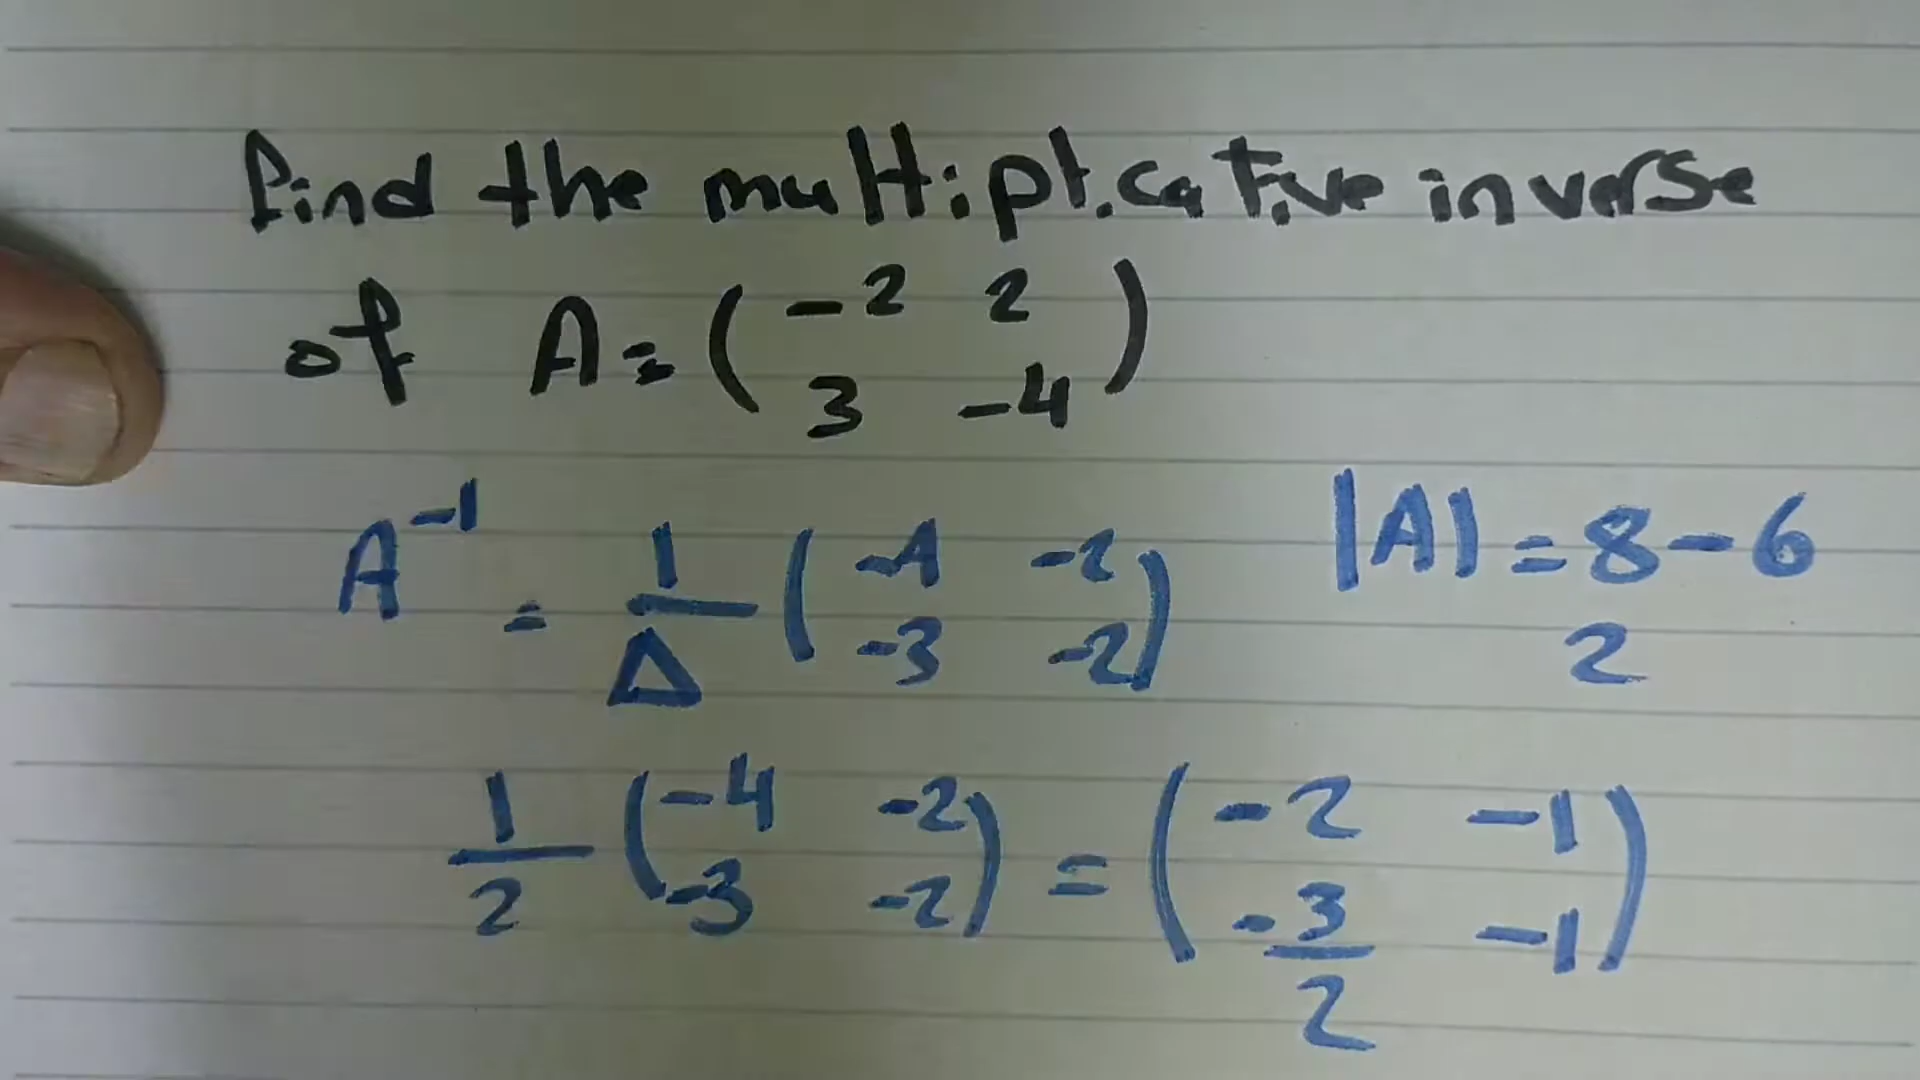 find the multiplicative inverse
of A = ( -2 2
3 -4 )
A⁻¹ = 1/Δ ( -4 -2
-3 -2 ) |A| = 8 - 6
2
1/2 ( -4 -2
-3 -2 ) = ( -2 -1
-3/2 -1 )